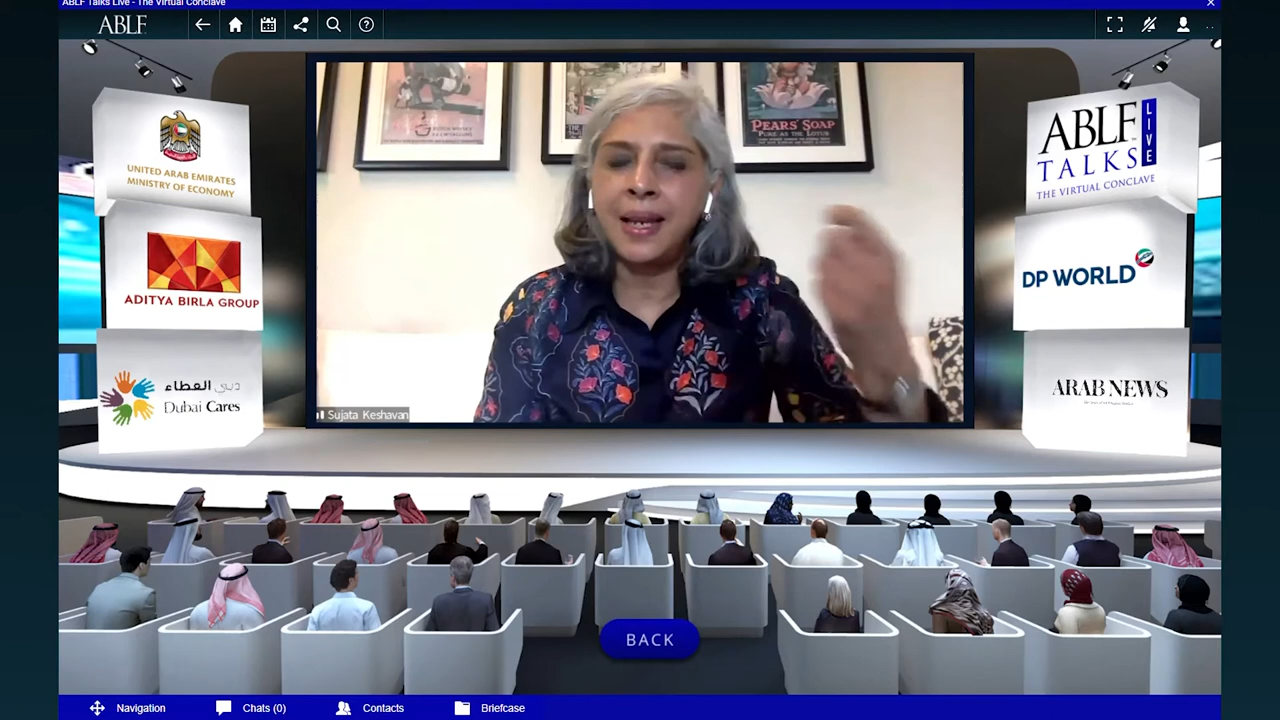 ABLF Talks Live - The Virtual Conclave
ABLF
UNITED ARAB EMIRATES
MINISTRY OF ECONOMY
ADITYA BIRLA GROUP
دبي العطاء
Dubai Cares
PEARS' SOAP
PURE AS THE LOTUS
Sujata Keshavan
ABLF
TALKS
LIVE
THE VIRTUAL CONCLAVE
DP WORLD
ARAB NEWS
BACK
Navigation
Chats (0)
Contacts
Briefcase